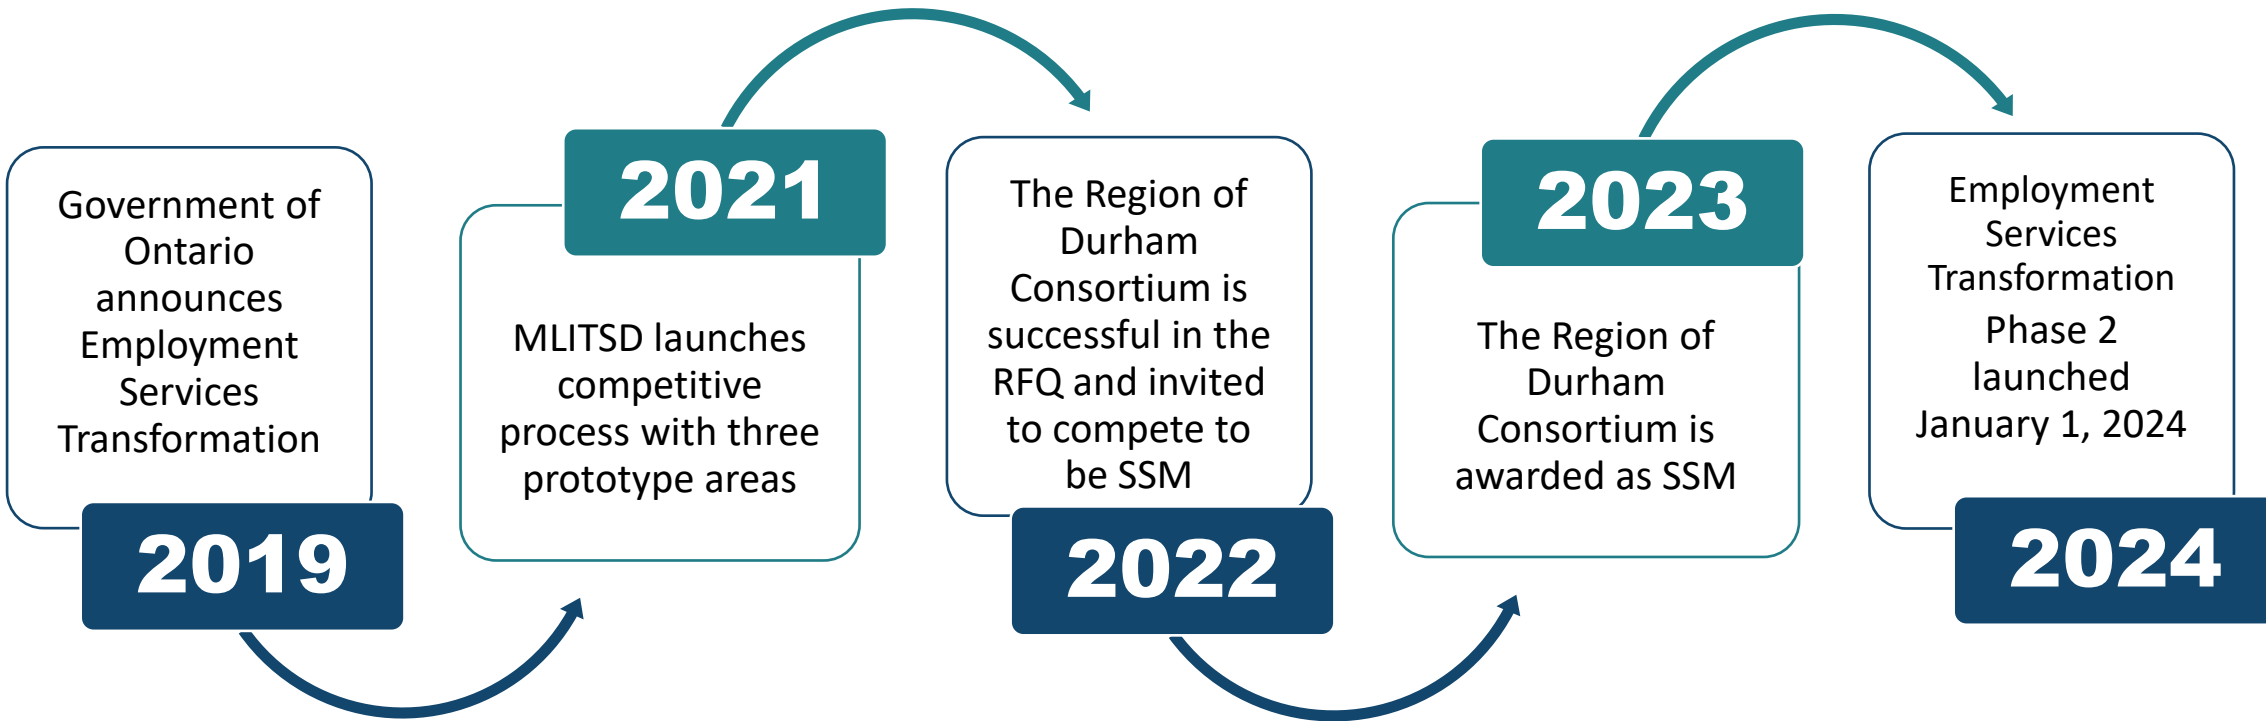 Government of
Ontario
announces
Employment
Services
Transformation
2019
2021
MLITSD launches
competitive
process with three
prototype areas
The Region of
Durham
Consortium is
successful in the
RFQ and invited
to compete to
be SSM
2022
2023
The Region of
Durham
Consortium is
awarded as SSM
Employment
Services
Transformation
Phase 2
launched
January 1, 2024
2024